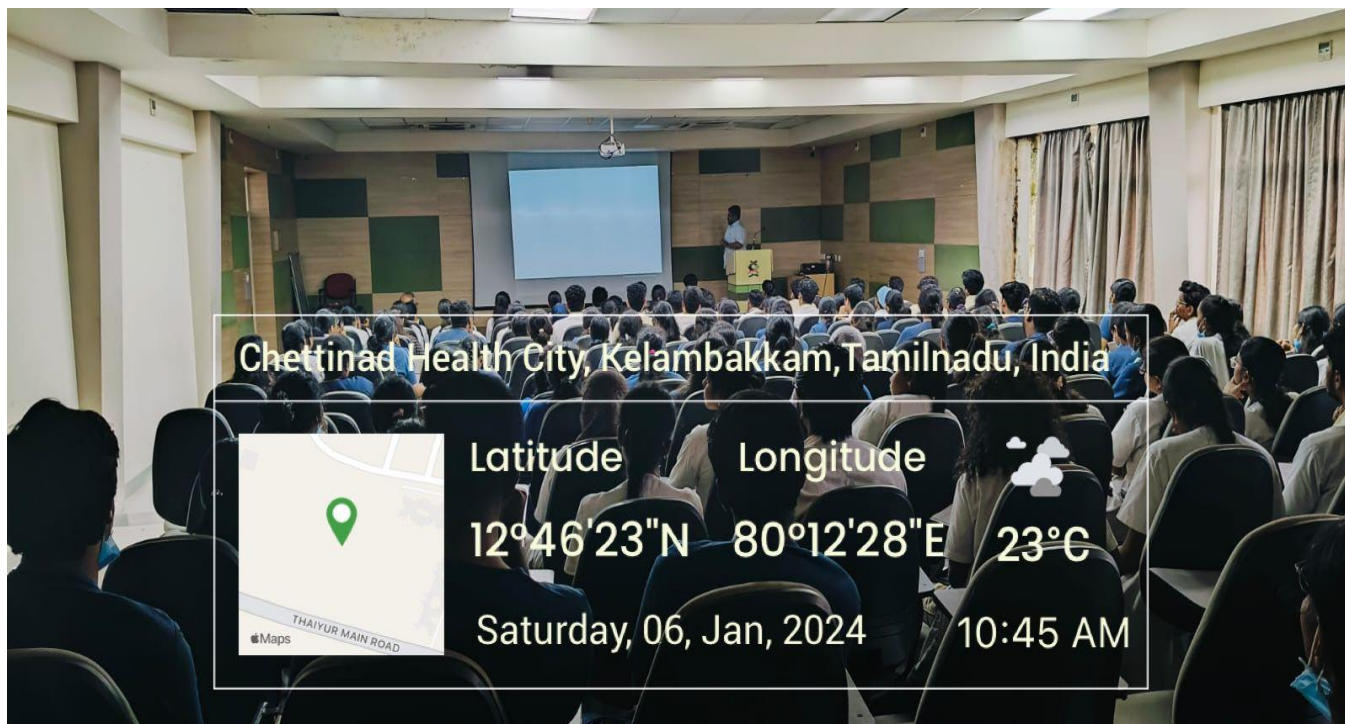 Chettinad Health City, Kelambakkam,Tamilnadu, India
Latitude Longitude
12°46'23"N 80°12'28"E 23°C
Saturday, 06, Jan, 2024 10:45 AM
THAIYUR MAIN ROAD
Maps